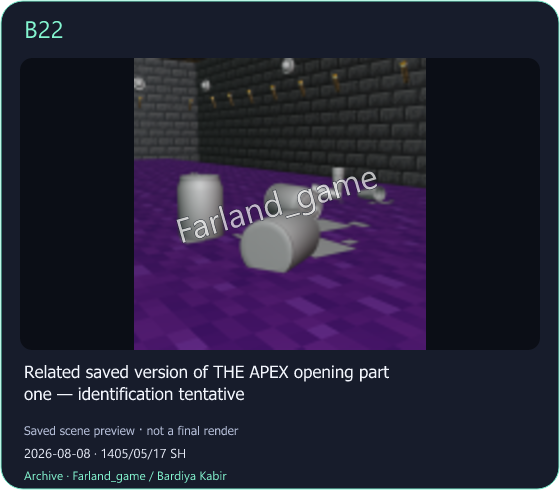 B22
Farland_game
Related saved version of THE APEX opening part
one — identification tentative
Saved scene preview · not a final render
2026-08-08 · 1405/05/17 SH
Archive · Farland_game / Bardiya Kabir